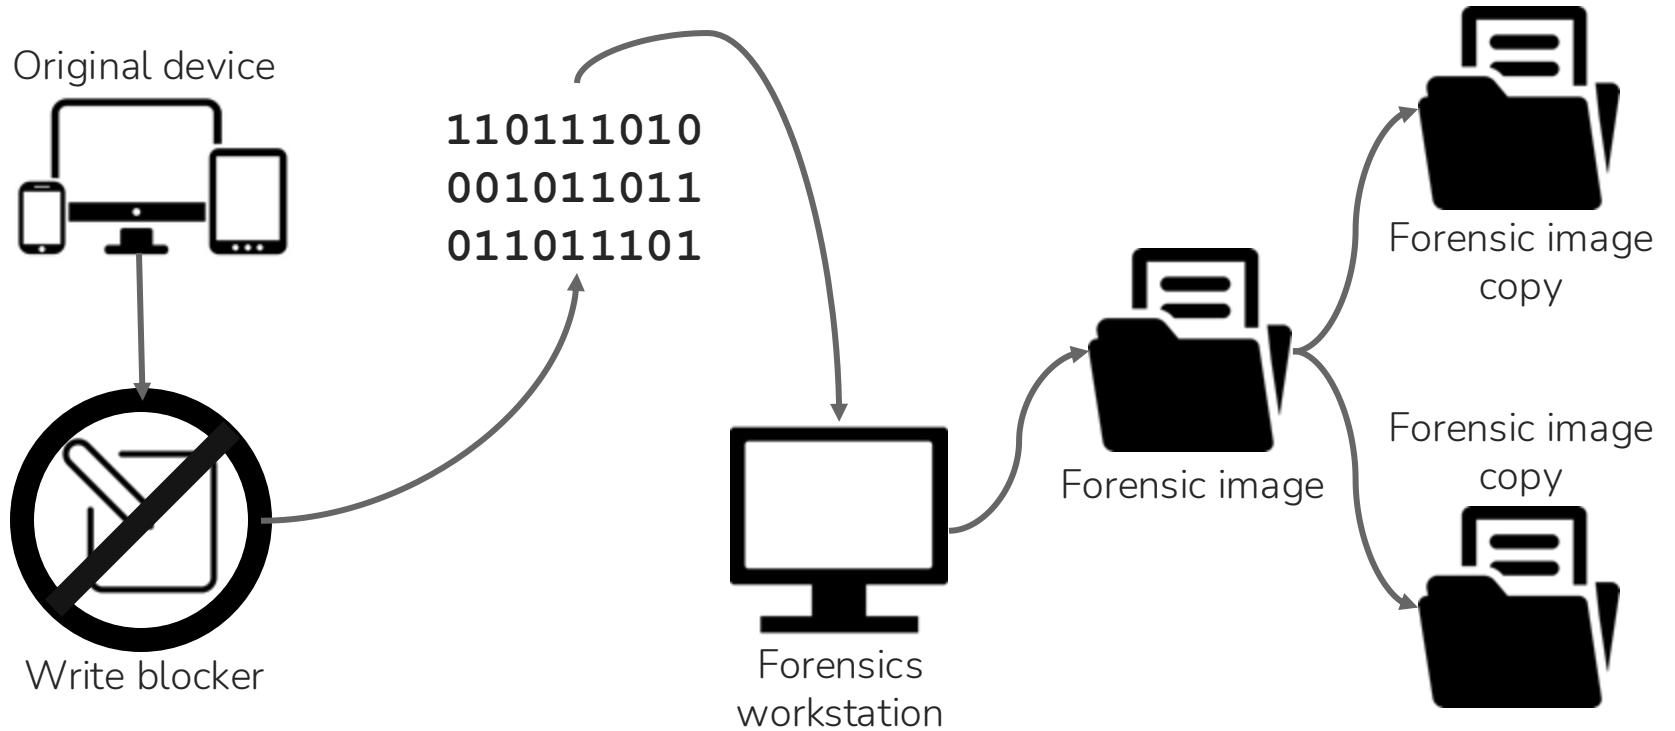 Original device
110111010
001011011
011011101
Write blocker
Forensics
workstation
Forensic image
Forensic image
copy
Forensic image
copy